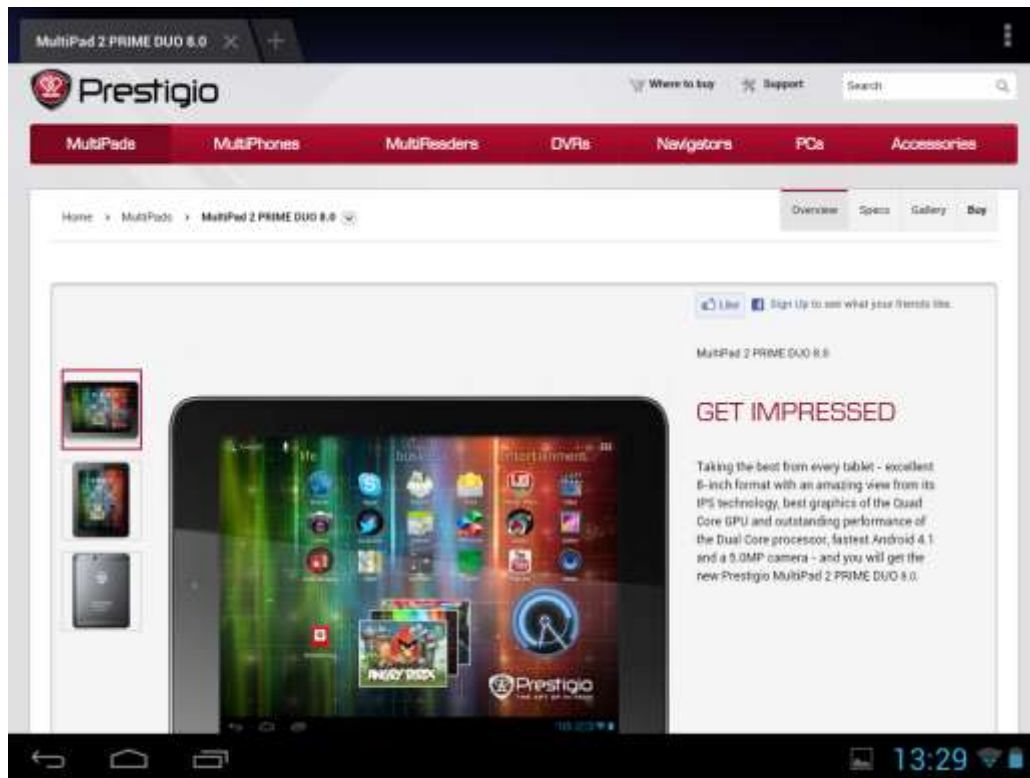 MultiPad 2 PRIME DUO 8.0
Prestigio
Where to buy
Support
Search
MultiPads
MultiPhones
MultiReaders
DVRs
Navigators
PCs
Accessories
Home
MultiPads
MultiPad 2 PRIME DUO 8.0
Overview
Specs
Gallery
Buy
Like
Sign Up to see what your friends like.
MultiPad 2 PRIME DUO 8.0
GET IMPRESSED
Taking the best from every tablet - excellent
8-inch format with an amazing view from its
IPS technology, best graphics of the Quad
Core GPU and outstanding performance of
the Dual Core processor, fastest Android 4.1
and a 5.0MP camera - and you will get the
new Prestigio MultiPad 2 PRIME DUO 8.0.
life
business
entertainment
ANGRY BIRDS
Prestigio
13:29